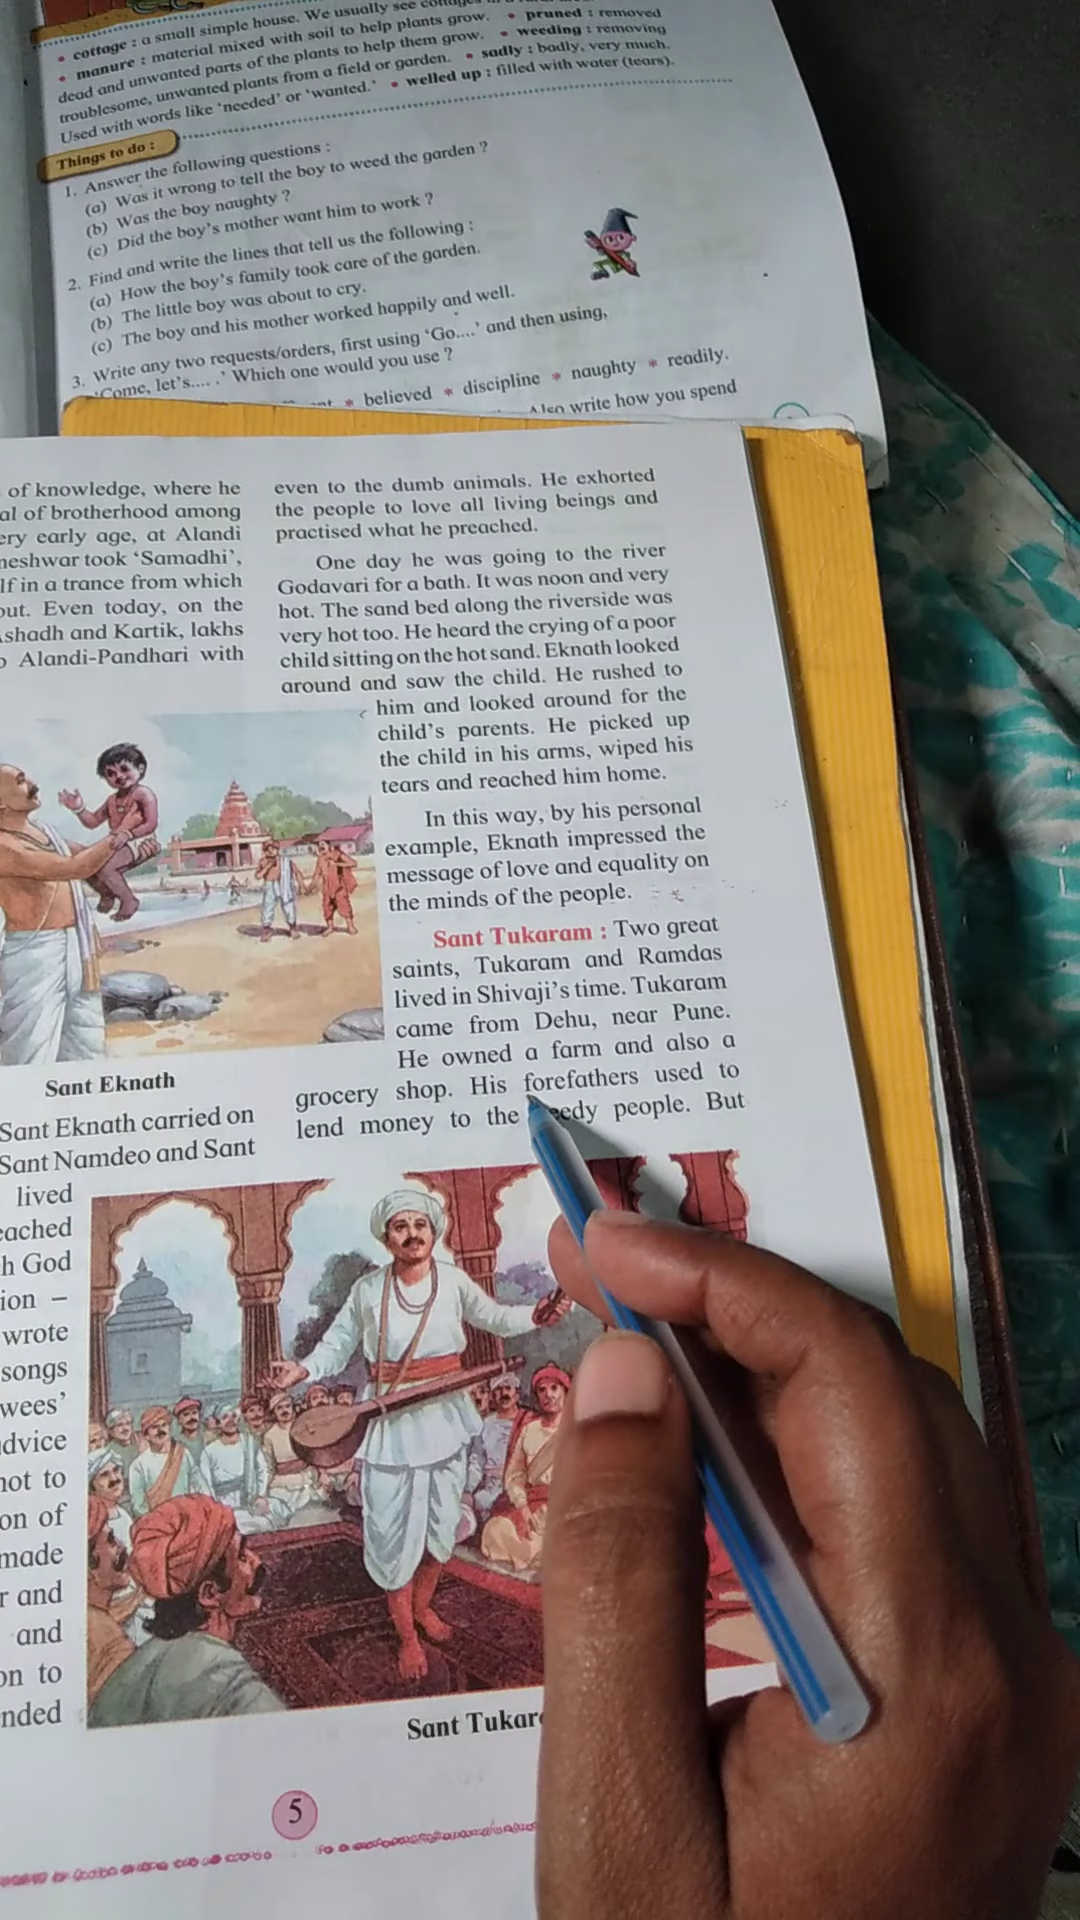 • cottage : a small simple house. We usually see
• manure : material mixed with soil to help plants grow. • pruned : removed
dead and unwanted parts of the plants to help them grow. • weeding : removing
troublesome, unwanted plants from a field or garden. • sadly : badly, very much.
Used with words like ‘needed’ or ‘wanted.’ • welled up : filled with water (tears).
Things to do :
1. Answer the following questions :
(a) Was it wrong to tell the boy to weed the garden ?
(b) Was the boy naughty ?
(c) Did the boy’s mother want him to work ?
2. Find and write the lines that tell us the following :
(a) How the boy’s family took care of the garden.
(b) The little boy was about to cry.
(c) The boy and his mother worked happily and well.
3. Write any two requests/orders, first using ‘Go....’ and then using,
‘Come, let’s.... .’ Which one would you use ?
* believed * discipline * naughty * readily.
Also write how you spend
of knowledge, where he
al of brotherhood among
ery early age, at Alandi
neshwar took ‘Samadhi’,
lf in a trance from which
out. Even today, on the
shadh and Kartik, lakhs
o Alandi-Pandhari with
Sant Eknath
Sant Eknath carried on
Sant Namdeo and Sant
lived
eached
h God
ion –
wrote
songs
wees’
dvice
not to
on of
made
r and
and
on to
nded
even to the dumb animals. He exhorted
the people to love all living beings and
practised what he preached.
One day he was going to the river
Godavari for a bath. It was noon and very
hot. The sand bed along the riverside was
very hot too. He heard the crying of a poor
child sitting on the hot sand. Eknath looked
around and saw the child. He rushed to
him and looked around for the
child’s parents. He picked up
the child in his arms, wiped his
tears and reached him home.
In this way, by his personal
example, Eknath impressed the
message of love and equality on
the minds of the people.
Sant Tukaram : Two great
saints, Tukaram and Ramdas
lived in Shivaji’s time. Tukaram
came from Dehu, near Pune.
He owned a farm and also a
grocery shop. His forefathers used to
lend money to the eedy people. But
Sant Tukar
5